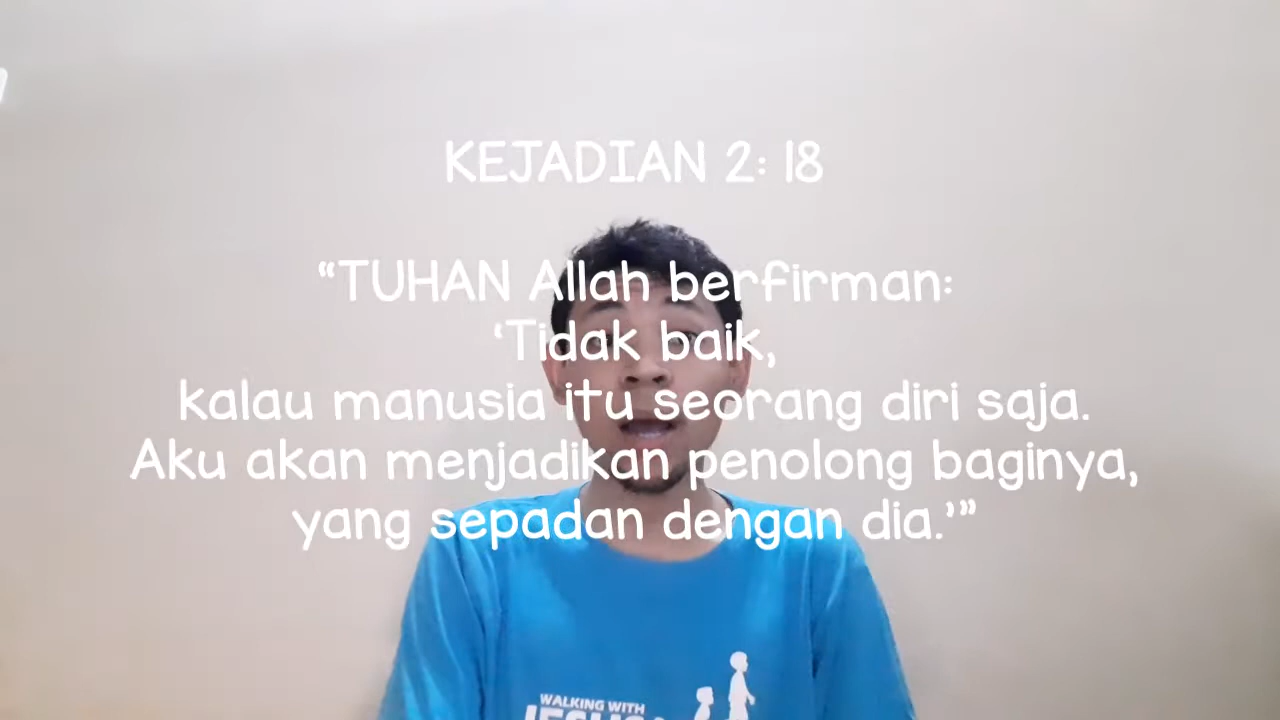 KEJADIAN 2: 18
“TUHAN Allah berfirman:
‘Tidak baik,
kalau manusia itu seorang diri saja.
Aku akan menjadikan penolong baginya,
yang sepadan dengan dia.’”
WALKING WITH